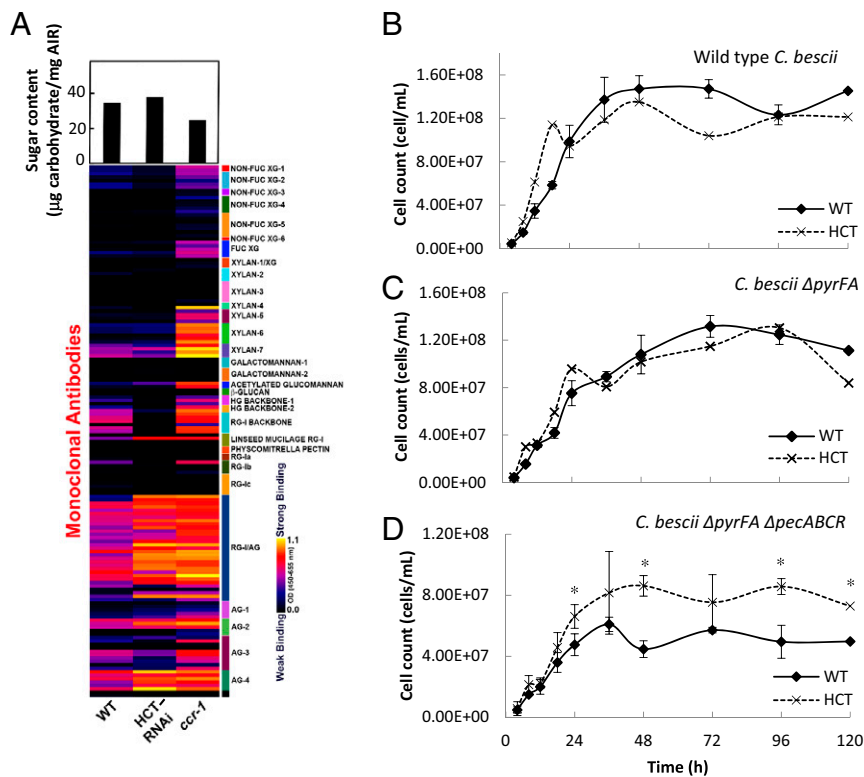 A
Sugar content
(µg carbohydrate/mg AIR)
40
20
0
Monoclonal Antibodies
NON-FUC XG-1
NON-FUC XG-2
NON-FUC XG-3
NON-FUC XG-4
NON-FUC XG-5
NON-FUC XG-6
FUC XG
XYLAN-1/XG
XYLAN-2
XYLAN-3
XYLAN-4
XYLAN-5
XYLAN-6
XYLAN-7
GALACTOMANNAN-1
GALACTOMANNAN-2
ACETYLATED GLUCOMANNAN
β-GLUCAN
HG BACKBONE-1
HG BACKBONE-2
RG-I BACKBONE
LINSEED MUCILAGE RG-I
PHYSCOMITRELLA PECTIN
RG-Ia
RG-Ib
RG-Ic
RG-I/AG
AG-1
AG-2
AG-3
AG-4
Strong Binding
1.1
OD (450-655 nm)
0.0
Weak Binding
WT
HCT-
RNAi
ccr-1
B
Wild type C. bescii
Cell count (cell/mL)
1.60E+08
1.20E+08
8.00E+07
4.00E+07
0.00E+00
WT
HCT
C
C. bescii ΔpyrFA
Cell count (cells/mL)
1.60E+08
1.20E+08
8.00E+07
4.00E+07
0.00E+00
WT
HCT
D
C. bescii ΔpyrFA ΔpecABCR
Cell count (cells/mL)
1.20E+08
8.00E+07
4.00E+07
0.00E+00
* * * *
WT
HCT
0 24 48 72 96 120
Time (h)